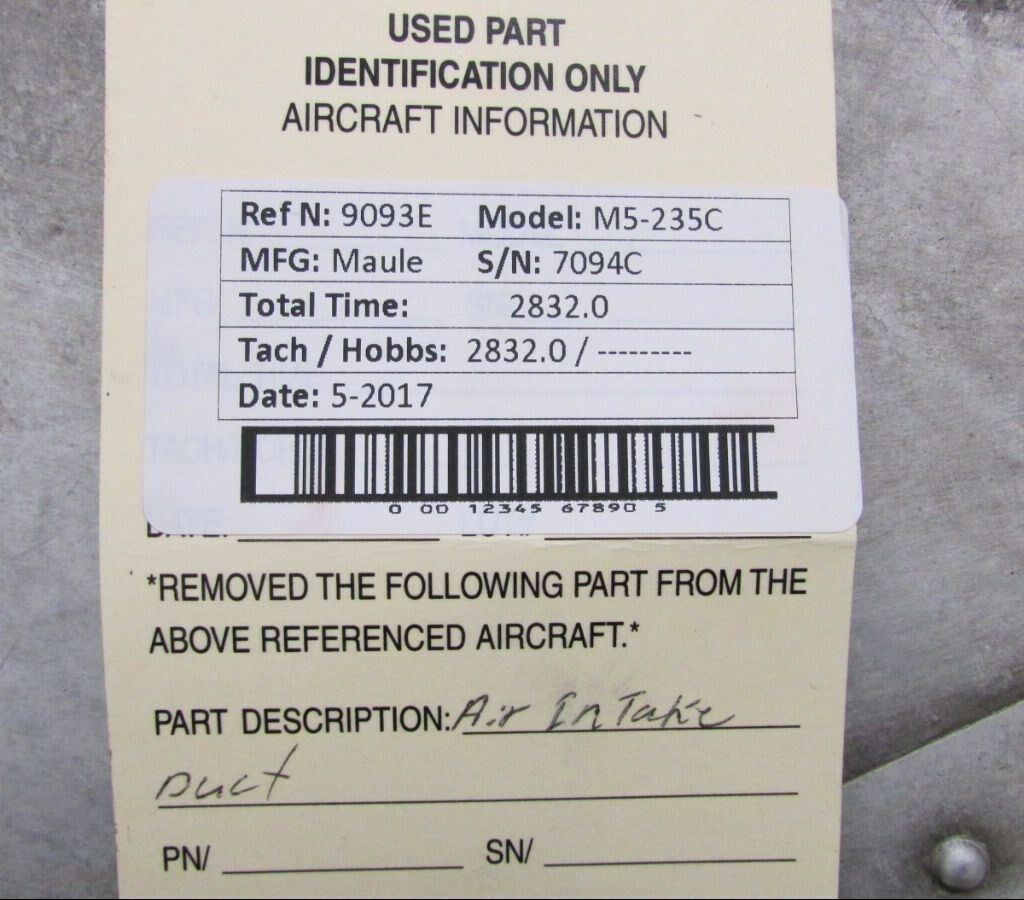 USED PART
IDENTIFICATION ONLY
AIRCRAFT INFORMATION
Ref N: 9093E Model: M5-235C
MFG: Maule S/N: 7094C
Total Time: 2832.0
Tach / Hobbs: 2832.0 / ---------
Date: 5-2017
0 00 12345 67890 5
*REMOVED THE FOLLOWING PART FROM THE
ABOVE REFERENCED AIRCRAFT.*
PART DESCRIPTION: Air InTake
Duct
PN/ SN/